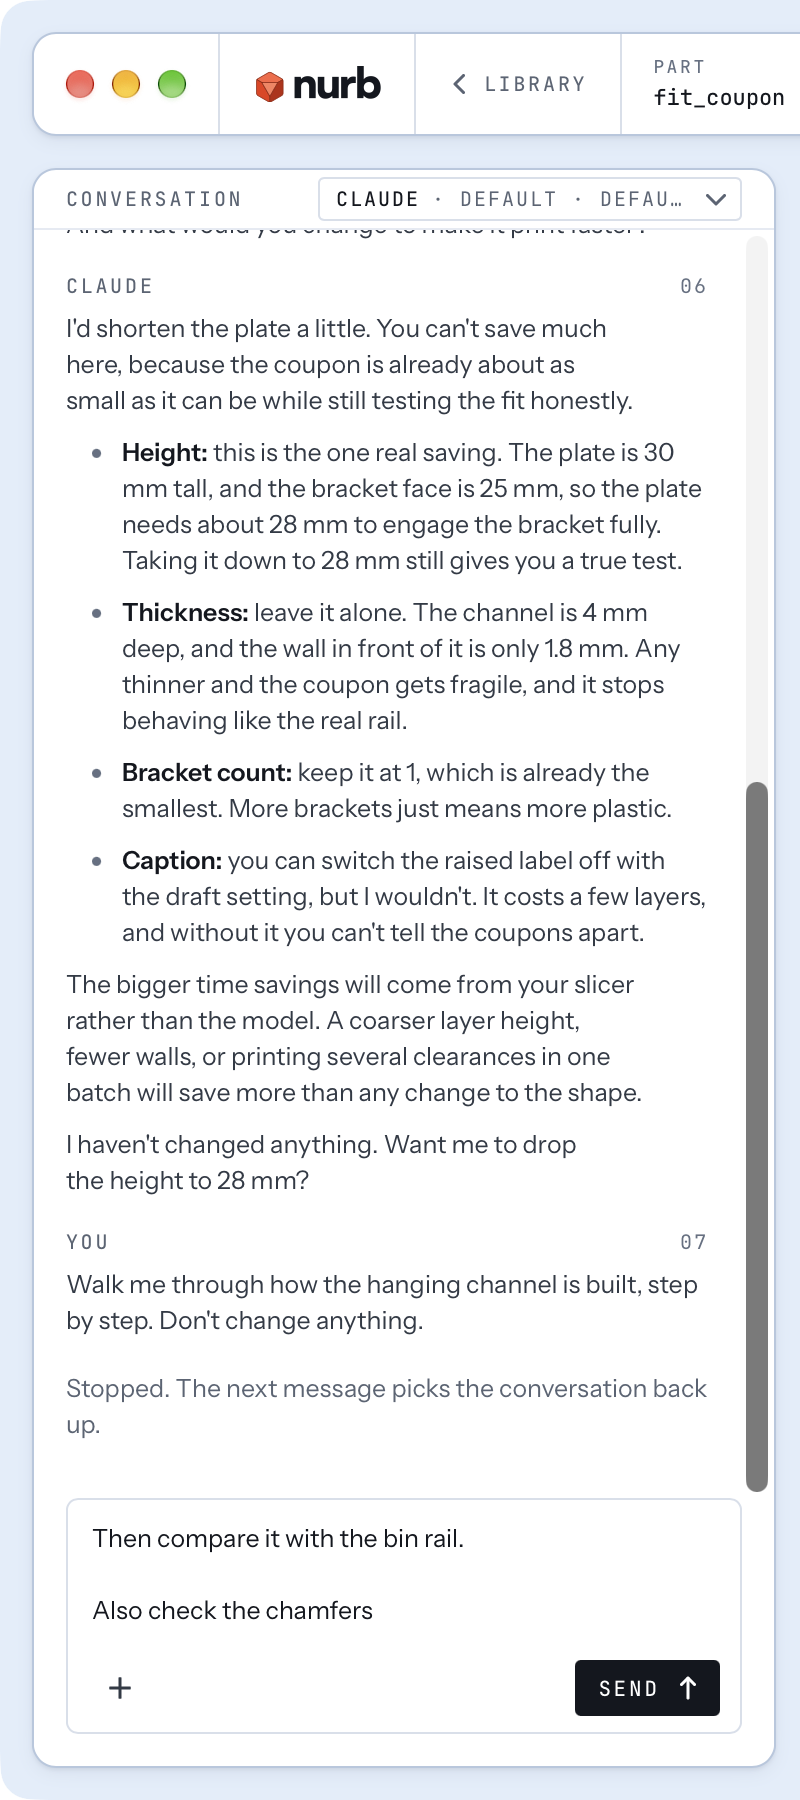 nurb
LIBRARY
PART
fit_coupon
CONVERSATION
CLAUDE · DEFAULT · DEFAU…
And what would you change to make it print faster?
CLAUDE
06
I'd shorten the plate a little. You can't save much
here, because the coupon is already about as
small as it can be while still testing the fit honestly.
• Height: this is the one real saving. The plate is 30
mm tall, and the bracket face is 25 mm, so the plate
needs about 28 mm to engage the bracket fully.
Taking it down to 28 mm still gives you a true test.
• Thickness: leave it alone. The channel is 4 mm
deep, and the wall in front of it is only 1.8 mm. Any
thinner and the coupon gets fragile, and it stops
behaving like the real rail.
• Bracket count: keep it at 1, which is already the
smallest. More brackets just means more plastic.
• Caption: you can switch the raised label off with
the draft setting, but I wouldn't. It costs a few layers,
and without it you can't tell the coupons apart.
The bigger time savings will come from your slicer
rather than the model. A coarser layer height,
fewer walls, or printing several clearances in one
batch will save more than any change to the shape.
I haven't changed anything. Want me to drop
the height to 28 mm?
YOU
07
Walk me through how the hanging channel is built, step
by step. Don't change anything.
Stopped. The next message picks the conversation back
up.
Then compare it with the bin rail.
Also check the chamfers
SEND